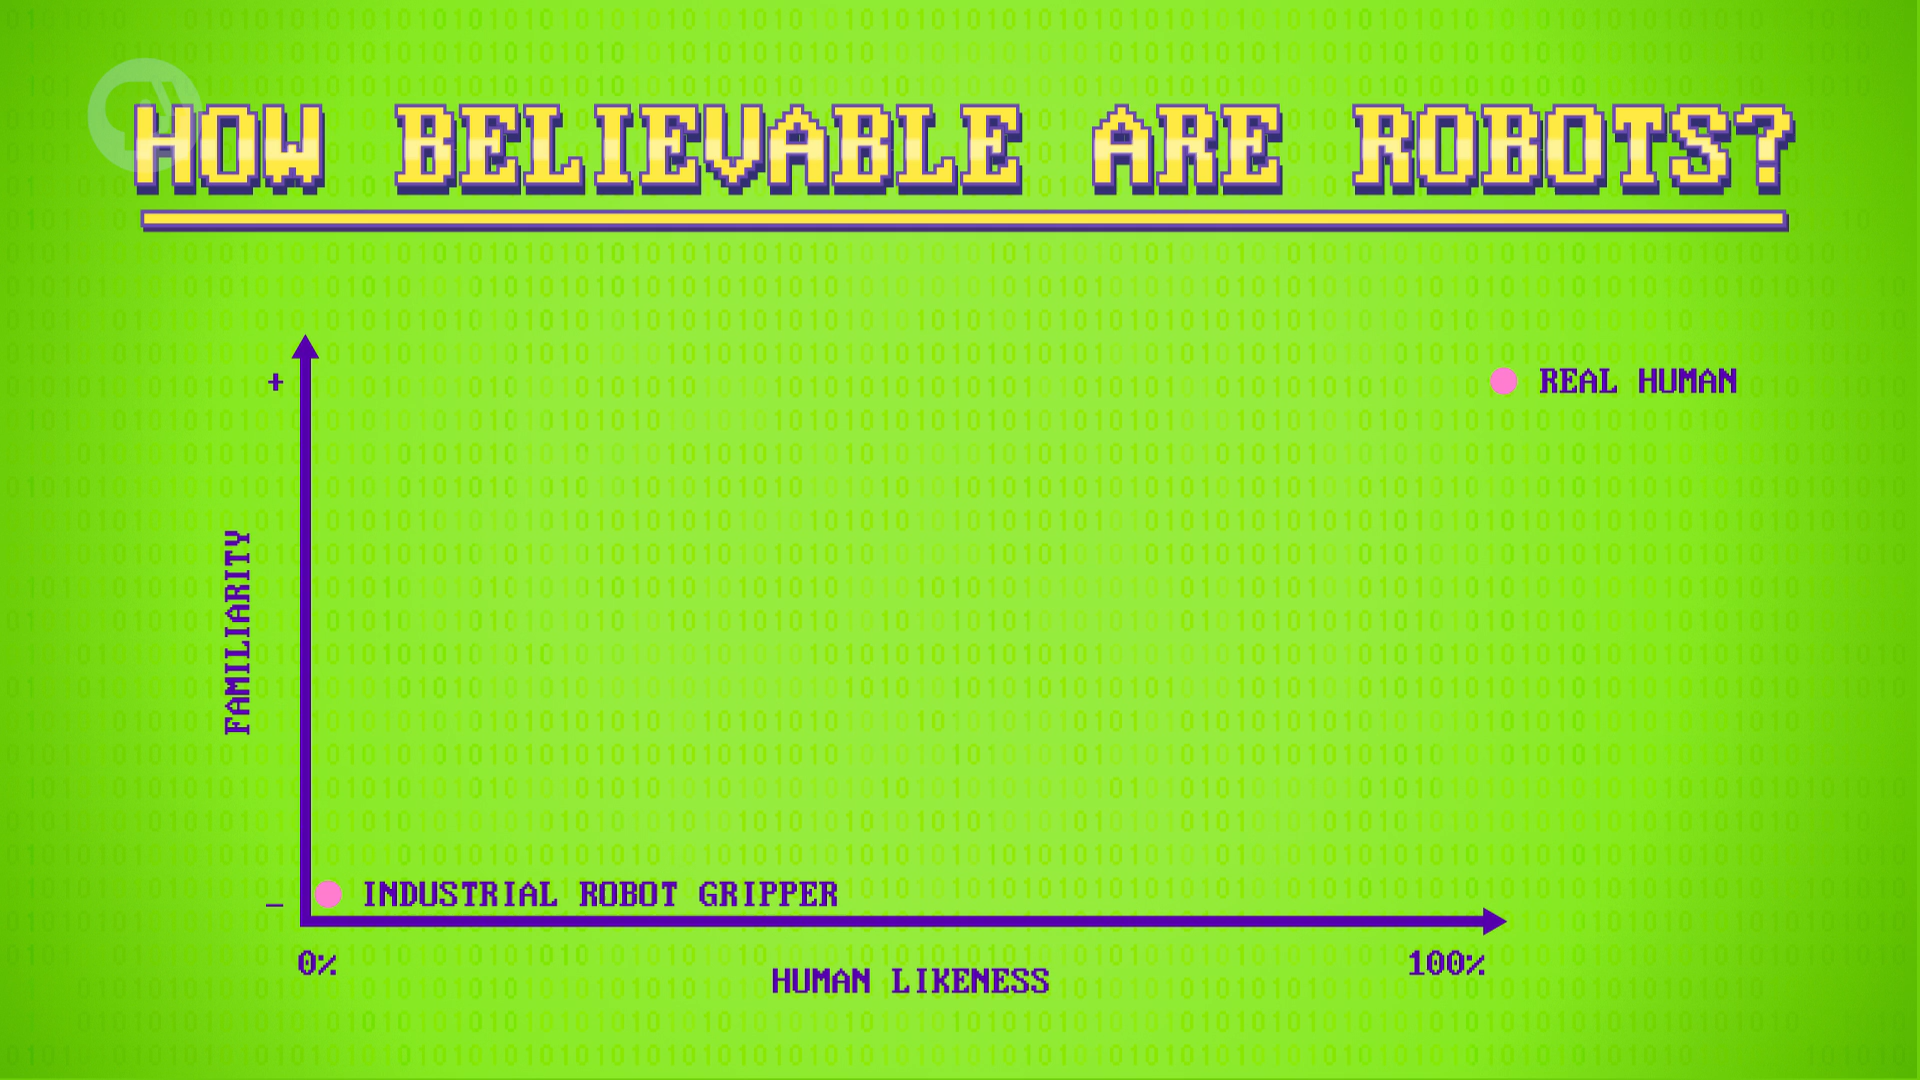 HOW BELIEVABLE ARE ROBOTS?
+
REAL HUMAN
FAMILIARITY
–
INDUSTRIAL ROBOT GRIPPER
0%
100%
HUMAN LIKENESS